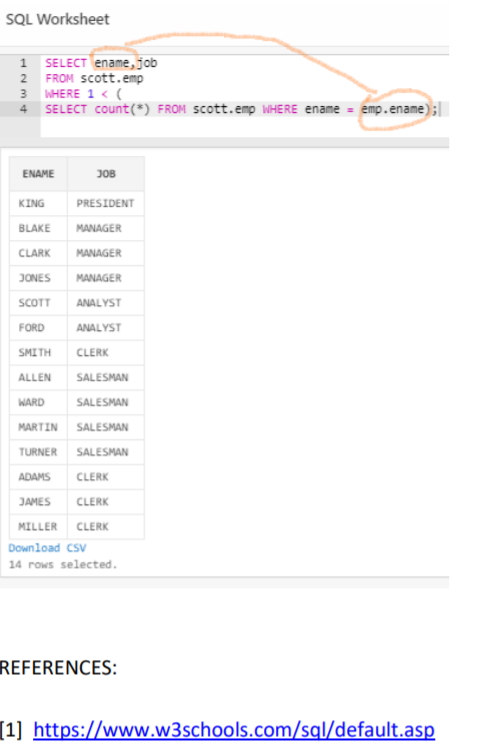 SQL Worksheet
1 SELECT ename,job
2 FROM scott.emp
3 WHERE 1 < (
4 SELECT count(*) FROM scott.emp WHERE ename = emp.ename);
ENAME JOB
KING PRESIDENT
BLAKE MANAGER
CLARK MANAGER
JONES MANAGER
SCOTT ANALYST
FORD ANALYST
SMITH CLERK
ALLEN SALESMAN
WARD SALESMAN
MARTIN SALESMAN
TURNER SALESMAN
ADAMS CLERK
JAMES CLERK
MILLER CLERK
Download CSV
14 rows selected.
REFERENCES:
[1] https://www.w3schools.com/sql/default.asp